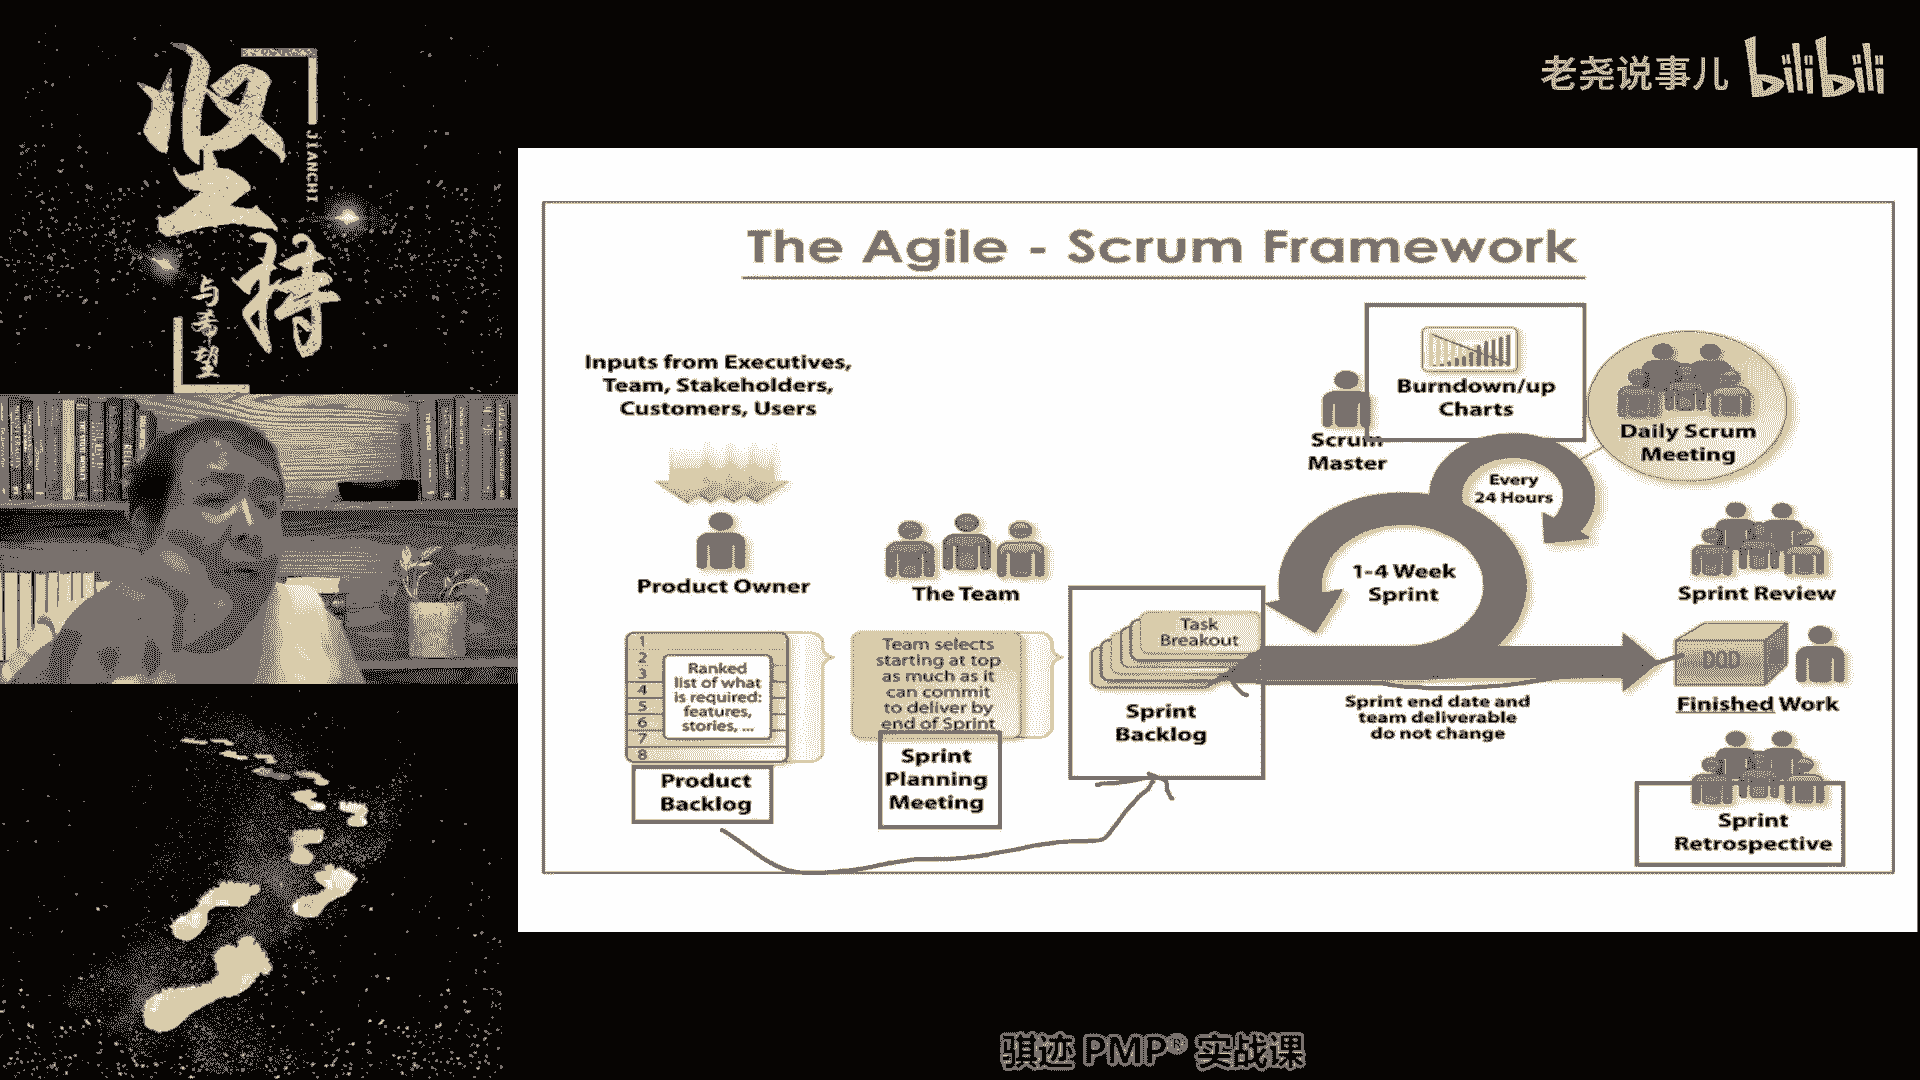 坚持
JIANCHI
与希望
老尧说事儿 bilibili
The Agile - Scrum Framework
Inputs from Executives,
Team, Stakeholders,
Customers, Users
Product Owner
The Team
1
2
3
4
5
6
7
8
Ranked
list of what
is required:
features,
stories, ...
Product
Backlog
Team selects
starting at top
as much as it
can commit
to deliver by
end of Sprint
Sprint
Planning
Meeting
Task
Breakout
Sprint
Backlog
Scrum
Master
Burndown/up
Charts
Every
24 Hours
1-4 Week
Sprint
Daily Scrum
Meeting
Sprint end date and
team deliverable
do not change
Sprint Review
DOD
Finished Work
Sprint
Retrospective
骐迹 PMP® 实战课